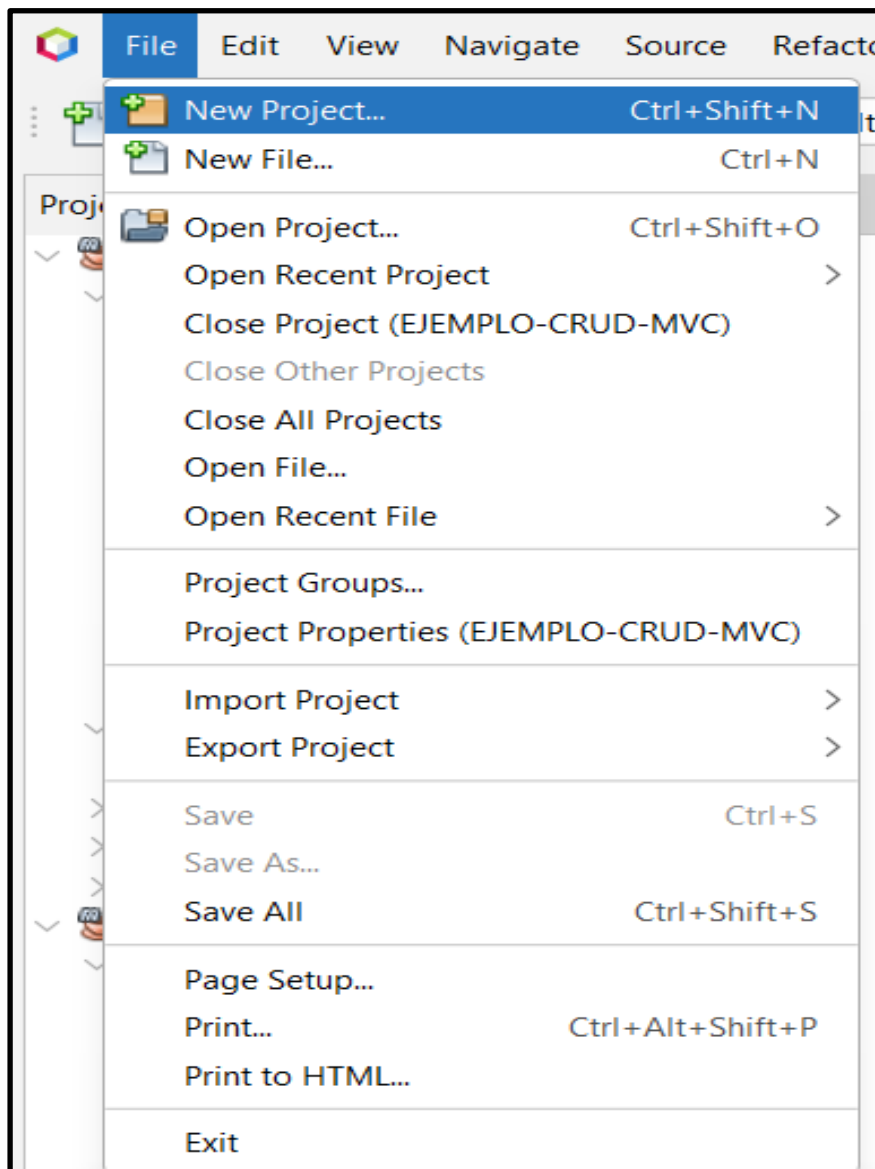 File Edit View Navigate Source Refacto
New Project... Ctrl+Shift+N
New File... Ctrl+N
Proj
Open Project... Ctrl+Shift+O
Open Recent Project
Close Project (EJEMPLO-CRUD-MVC)
Close Other Projects
Close All Projects
Open File...
Open Recent File
Project Groups...
Project Properties (EJEMPLO-CRUD-MVC)
Import Project
Export Project
Save Ctrl+S
Save As...
Save All Ctrl+Shift+S
Page Setup...
Print... Ctrl+Alt+Shift+P
Print to HTML...
Exit